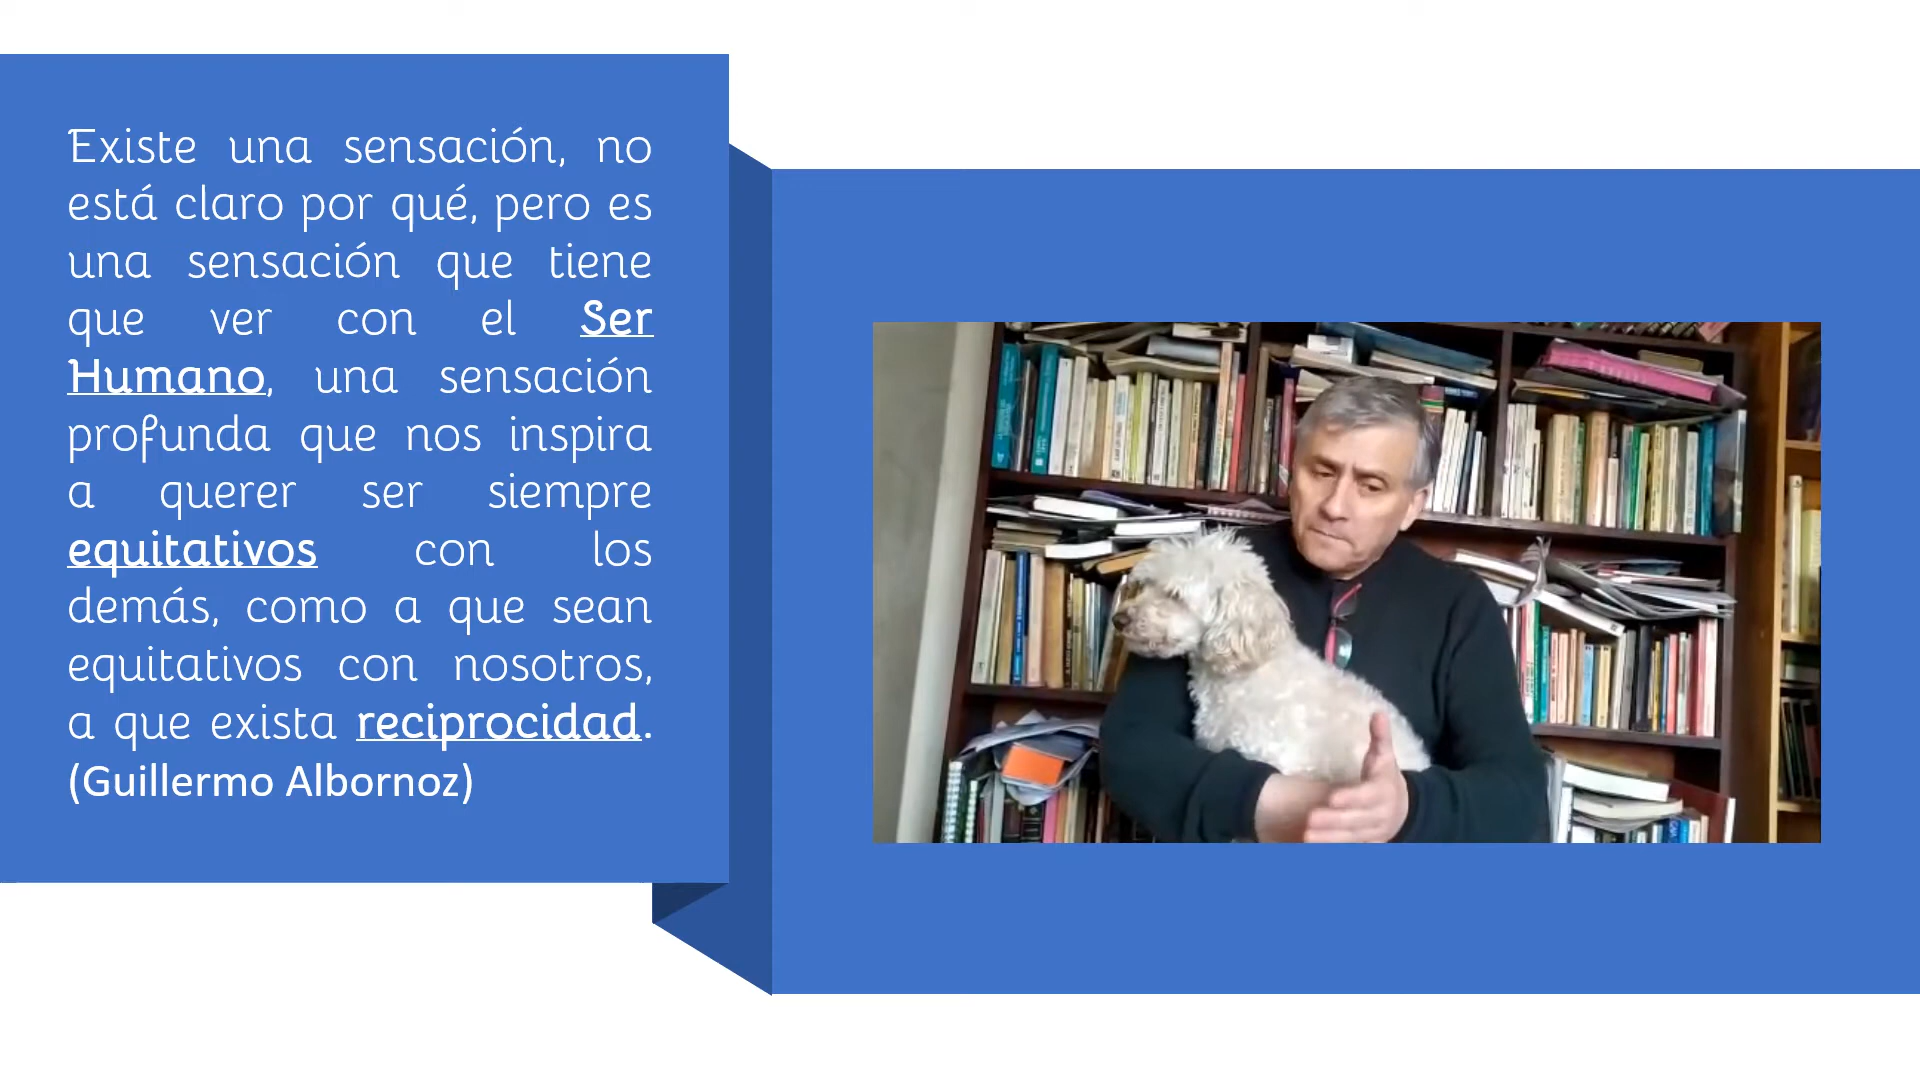 Existe una sensación, no
está claro por qué, pero es
una sensación que tiene
que ver con el Ser
Humano, una sensación
profunda que nos inspira
a querer ser siempre
equitativos con los
demás, como a que sean
equitativos con nosotros,
a que exista reciprocidad.
(Guillermo Albornoz)